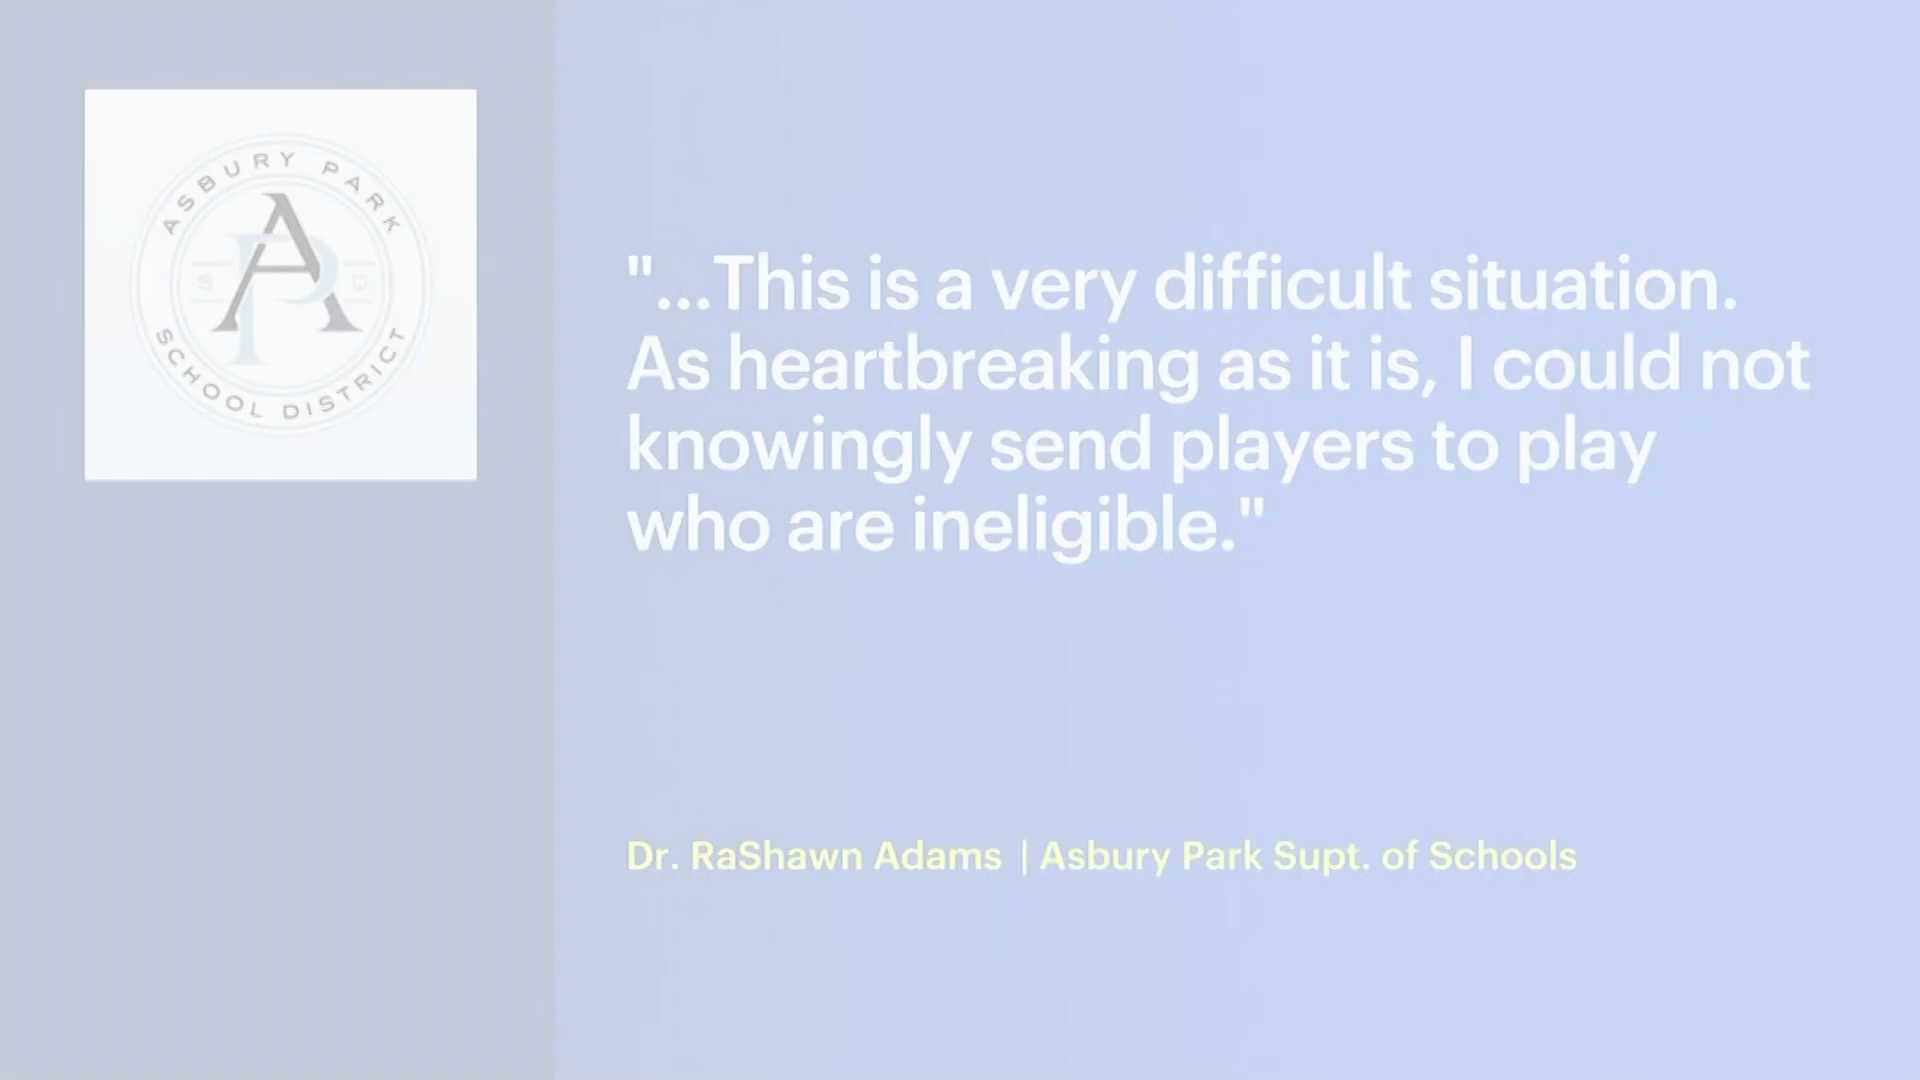 ASBURY PARK
S
P
A
D
SCHOOL DISTRICT
"...This is a very difficult situation.
As heartbreaking as it is, I could not
knowingly send players to play
who are ineligible."
Dr. RaShawn Adams | Asbury Park Supt. of Schools